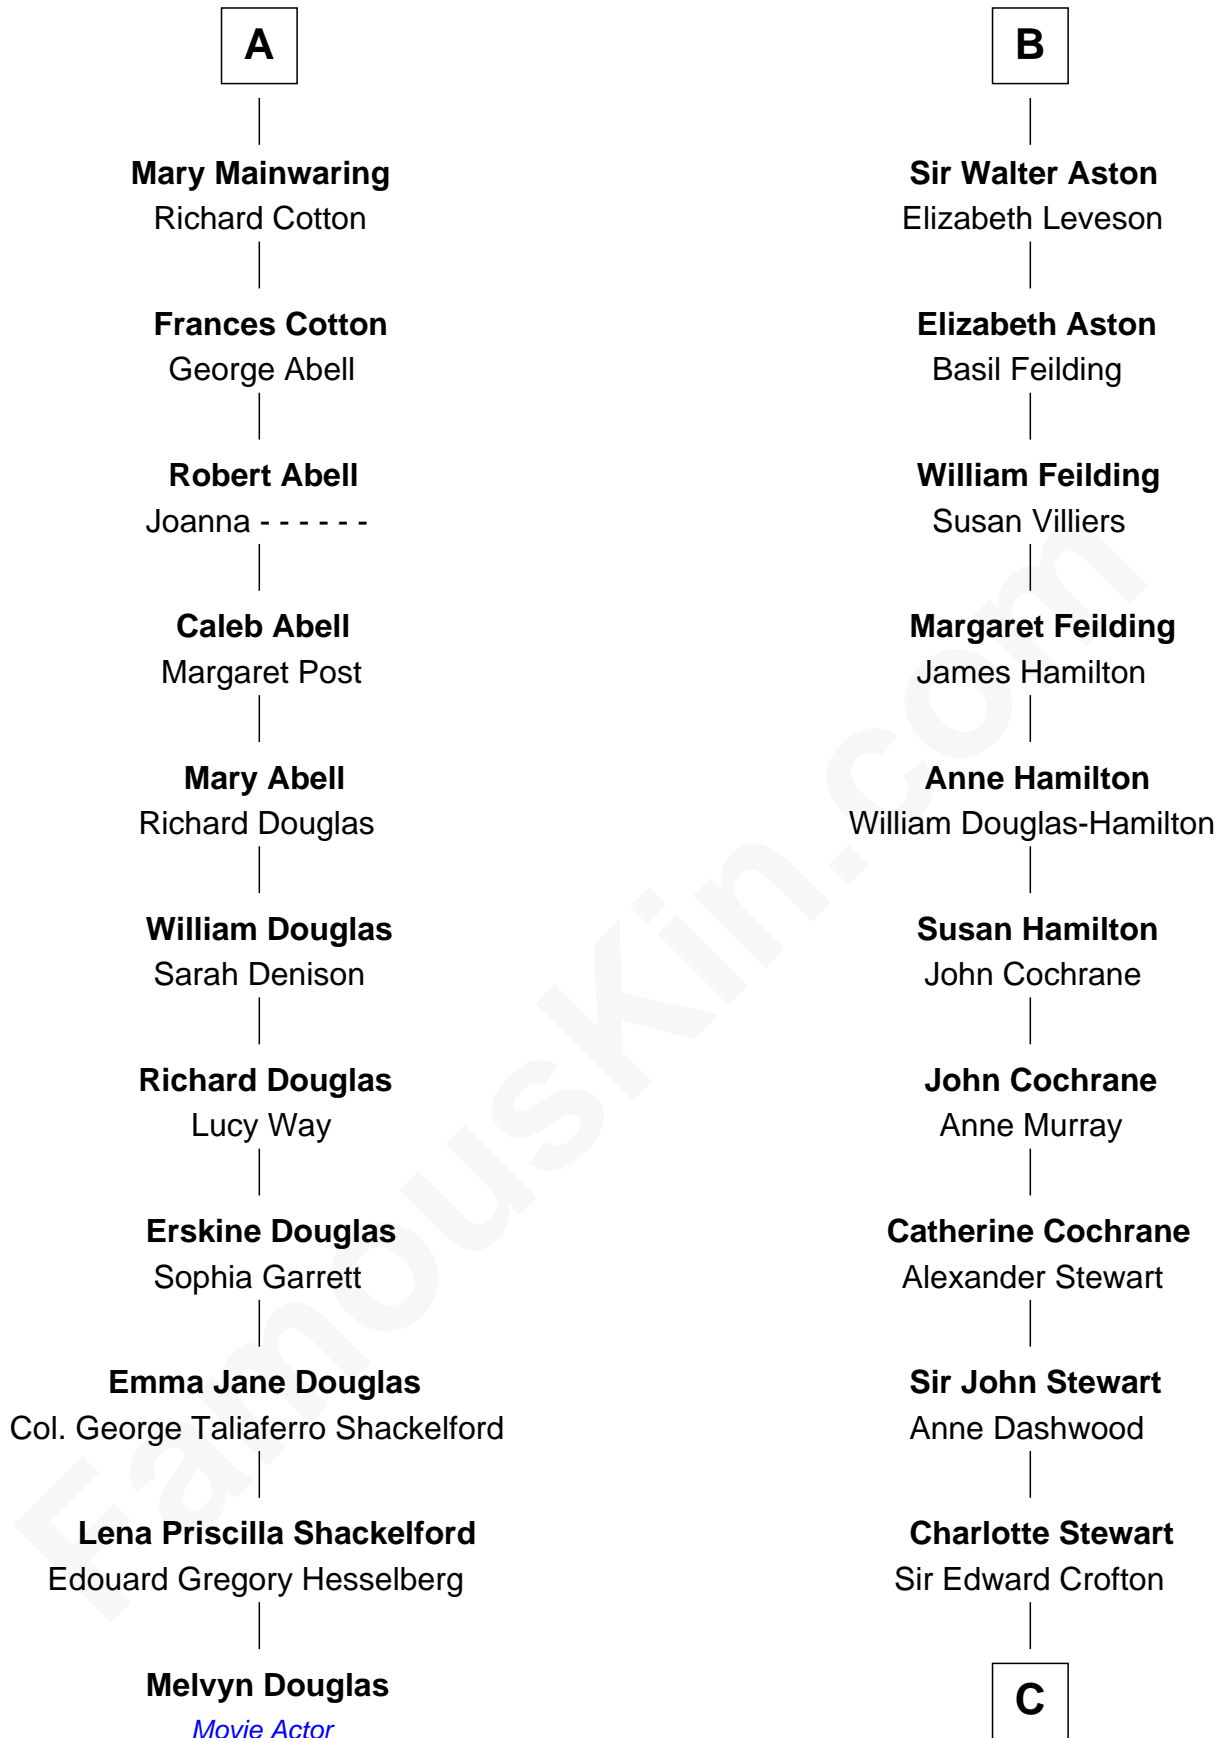 A
Mary Mainwaring
Richard Cotton
Frances Cotton
George Abell
Robert Abell
Joanna - - - - - -
Caleb Abell
Margaret Post
Mary Abell
Richard Douglas
William Douglas
Sarah Denison
Richard Douglas
Lucy Way
Erskine Douglas
Sophia Garrett
Emma Jane Douglas
Col. George Taliaferro Shackelford
Lena Priscilla Shackelford
Edouard Gregory Hesselberg
Melvyn Douglas
Movie Actor
B
Sir Walter Aston
Elizabeth Leveson
Elizabeth Aston
Basil Feilding
William Feilding
Susan Villiers
Margaret Feilding
James Hamilton
Anne Hamilton
William Douglas-Hamilton
Susan Hamilton
John Cochrane
John Cochrane
Anne Murray
Catherine Cochrane
Alexander Stewart
Sir John Stewart
Anne Dashwood
Charlotte Stewart
Sir Edward Crofton
C
FamousKin.com